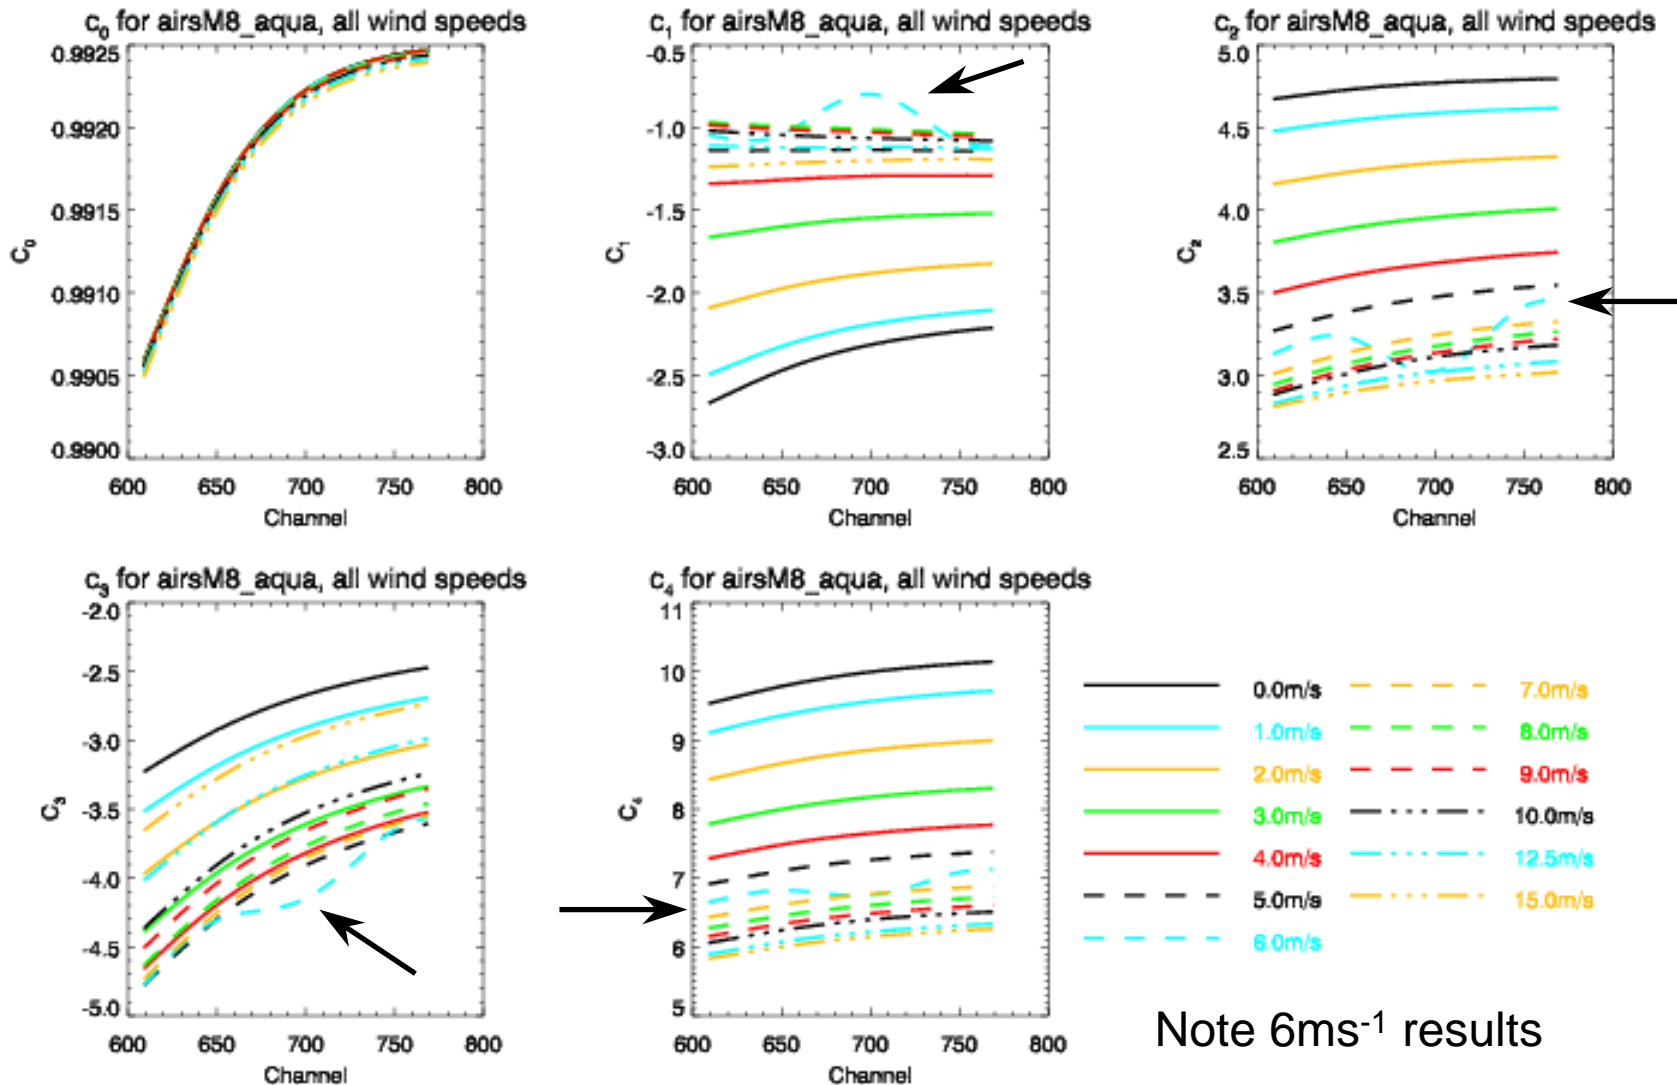 c₀ for airsM8_aqua, all wind speeds
0.9925
0.9920
0.9915
0.9910
0.9905
0.9900
C₀
600 650 700 750 800
Channel
c₁ for airsM8_aqua, all wind speeds
-0.5
-1.0
-1.5
-2.0
-2.5
-3.0
C₁
600 650 700 750 800
Channel
c₂ for airsM8_aqua, all wind speeds
5.0
4.5
4.0
3.5
3.0
2.5
C₂
600 650 700 750 800
Channel
c₃ for airsM8_aqua, all wind speeds
-2.0
-2.5
-3.0
-3.5
-4.0
-4.5
-5.0
C₃
600 650 700 750 800
Channel
c₄ for airsM8_aqua, all wind speeds
11
10
9
8
7
6
5
C₄
600 650 700 750 800
Channel
0.0m/s
1.0m/s
2.0m/s
3.0m/s
4.0m/s
5.0m/s
6.0m/s
7.0m/s
8.0m/s
9.0m/s
10.0m/s
12.5m/s
15.0m/s
Note 6ms⁻¹ results